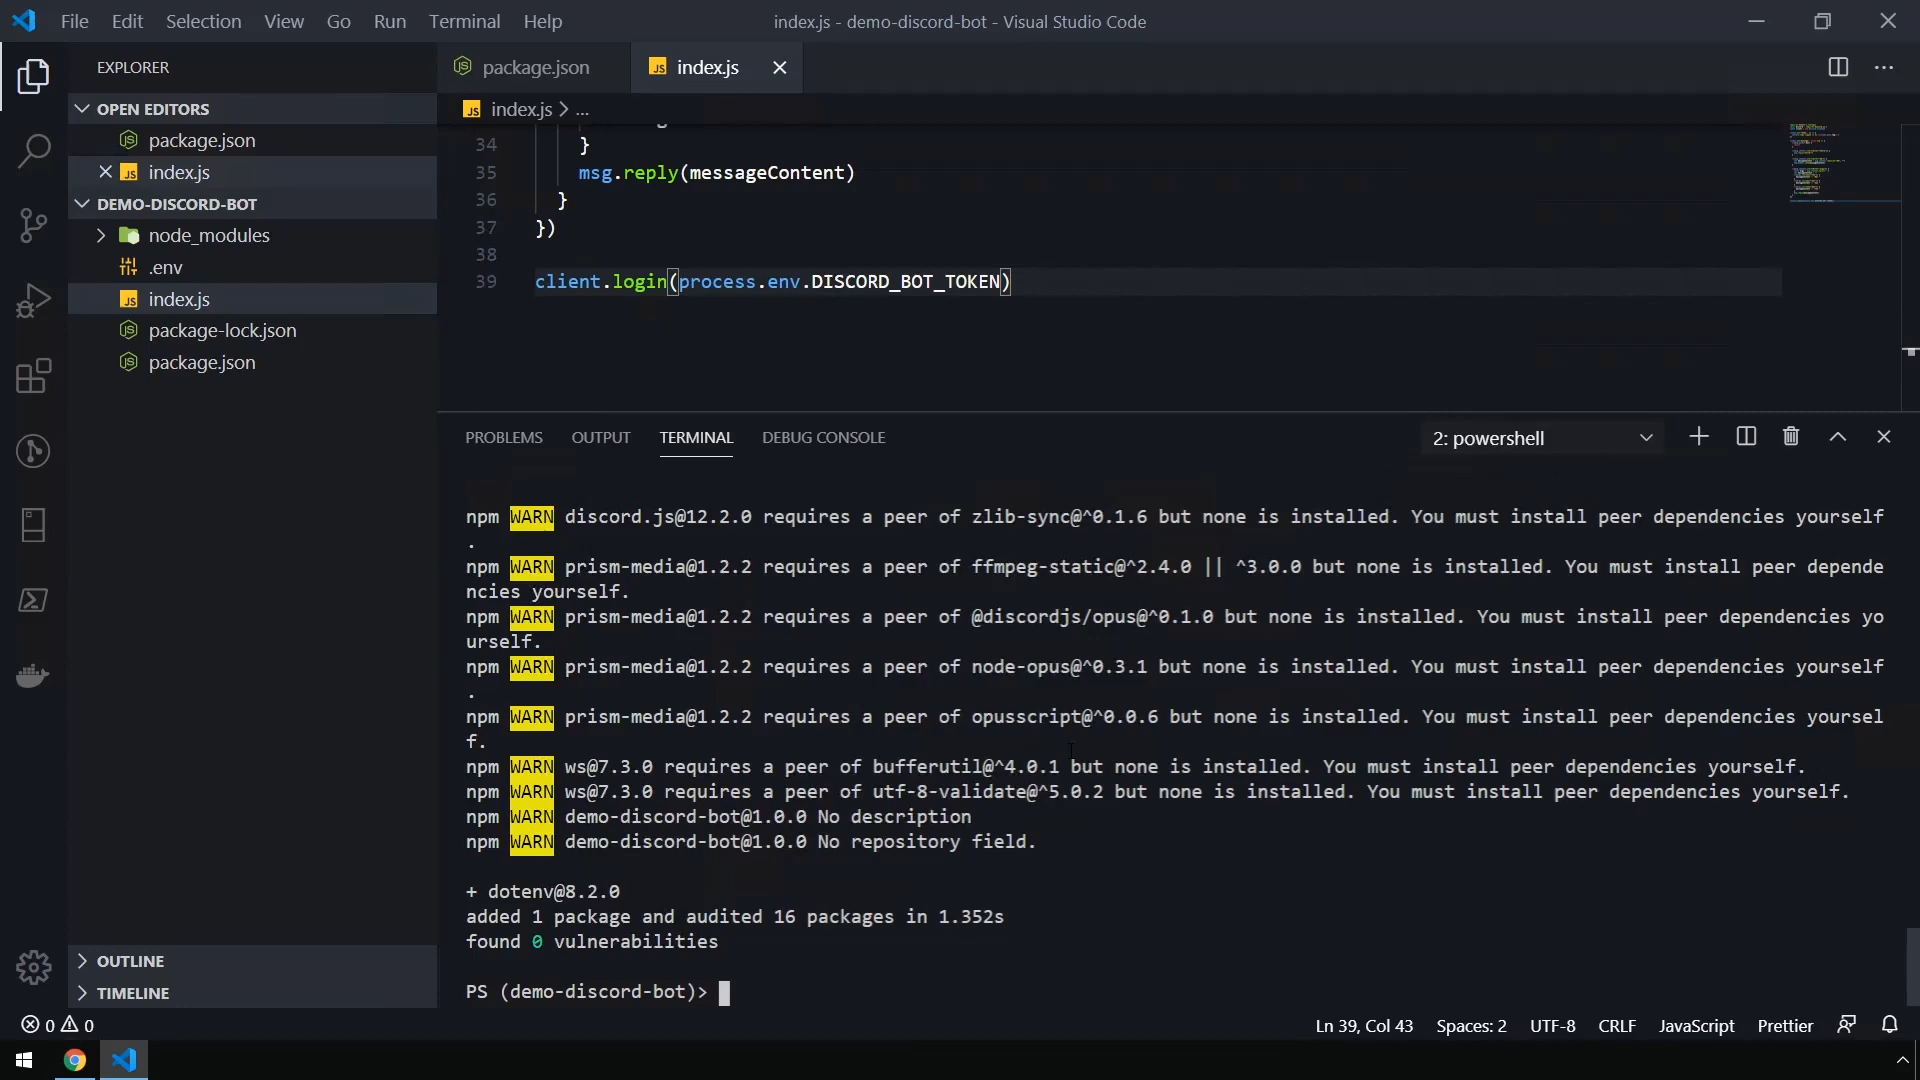 File Edit Selection View Go Run Terminal Help
index.js - demo-discord-bot - Visual Studio Code
EXPLORER
OPEN EDITORS
package.json
index.js
DEMO-DISCORD-BOT
node_modules
.env
index.js
package-lock.json
package.json
OUTLINE
TIMELINE
package.json
JS index.js
JS index.js > ...
34 }
35 msg.reply(messageContent)
36 }
37 })
38
39 client.login(process.env.DISCORD_BOT_TOKEN)
PROBLEMS OUTPUT TERMINAL DEBUG CONSOLE
2: powershell
npm WARN discord.js@12.2.0 requires a peer of zlib-sync@^0.1.6 but none is installed. You must install peer dependencies yourself
.
npm WARN prism-media@1.2.2 requires a peer of ffmpeg-static@^2.4.0 || ^3.0.0 but none is installed. You must install peer depende
ncies yourself.
npm WARN prism-media@1.2.2 requires a peer of @discordjs/opus@^0.1.0 but none is installed. You must install peer dependencies yo
urself.
npm WARN prism-media@1.2.2 requires a peer of node-opus@^0.3.1 but none is installed. You must install peer dependencies yourself
.
npm WARN prism-media@1.2.2 requires a peer of opusscript@^0.0.6 but none is installed. You must install peer dependencies yoursel
f.
npm WARN ws@7.3.0 requires a peer of bufferutil@^4.0.1 but none is installed. You must install peer dependencies yourself.
npm WARN ws@7.3.0 requires a peer of utf-8-validate@^5.0.2 but none is installed. You must install peer dependencies yourself.
npm WARN demo-discord-bot@1.0.0 No description
npm WARN demo-discord-bot@1.0.0 No repository field.
+ dotenv@8.2.0
added 1 package and audited 16 packages in 1.352s
found 0 vulnerabilities
PS (demo-discord-bot)>
0 0
Ln 39, Col 43 Spaces: 2 UTF-8 CRLF JavaScript Prettier